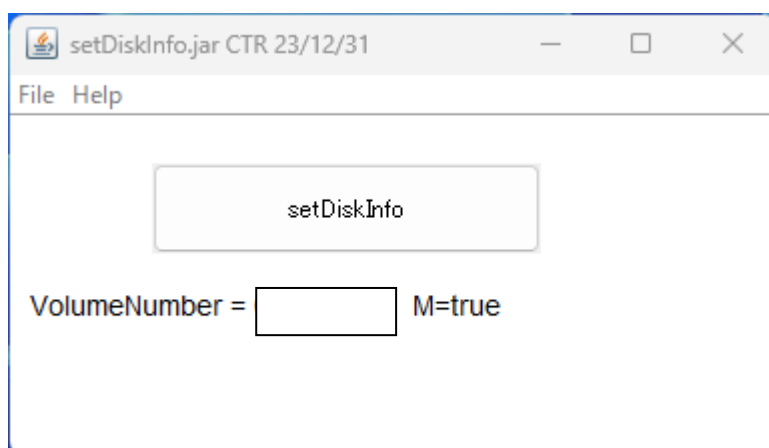 setDiskInfo.jar CTR 23/12/31
File Help
setDiskInfo
VolumeNumber = M=true